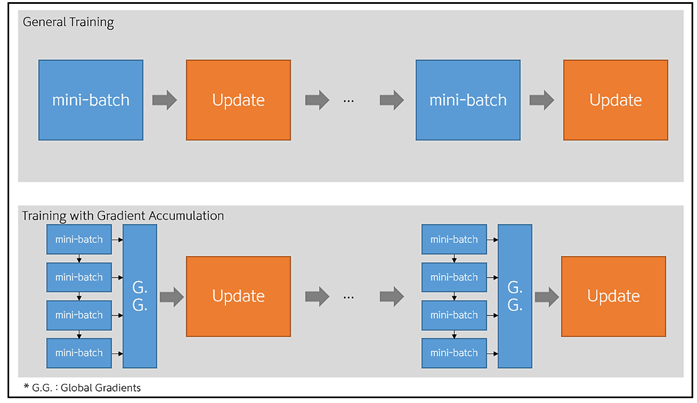 General Training
mini-batch
Update
...
mini-batch
Update
Training with Gradient Accumulation
mini-batch
mini-batch
mini-batch
mini-batch
G.
G.
Update
...
mini-batch
mini-batch
mini-batch
mini-batch
G.
G.
Update
* G.G. : Global Gradients